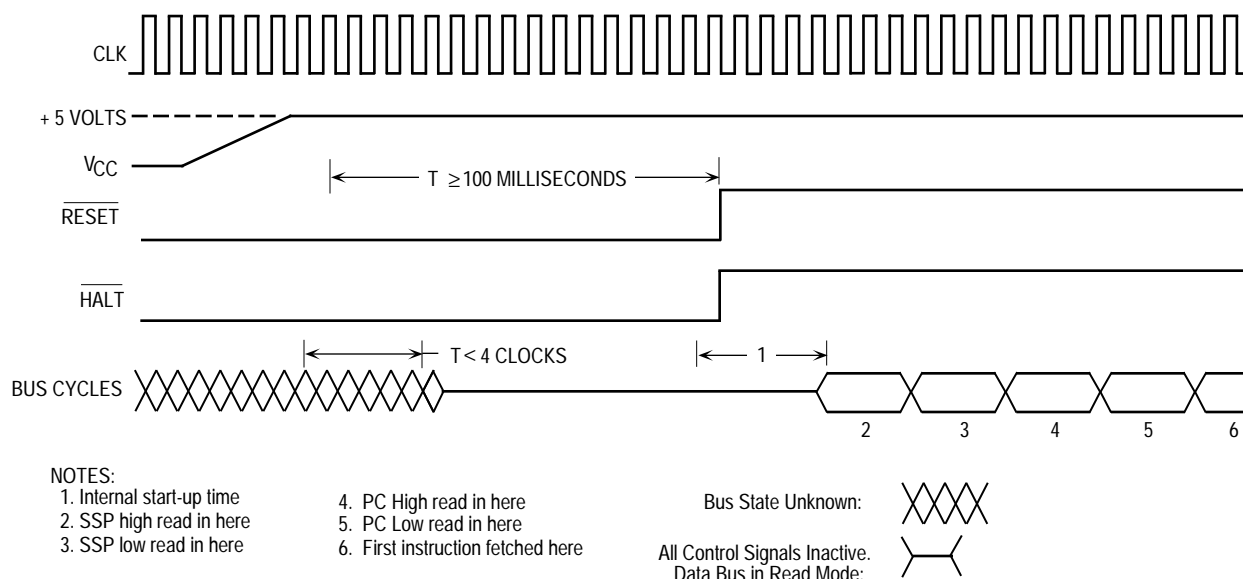 CLK
+ 5 VOLTS
VCC
T ≥100 MILLISECONDS
RESET
HALT
T < 4 CLOCKS
1
BUS CYCLES
2 3 4 5 6
NOTES:
1. Internal start-up time
2. SSP high read in here
3. SSP low read in here
4. PC High read in here
5. PC Low read in here
6. First instruction fetched here
Bus State Unknown:
All Control Signals Inactive.
Data Bus in Read Mode: